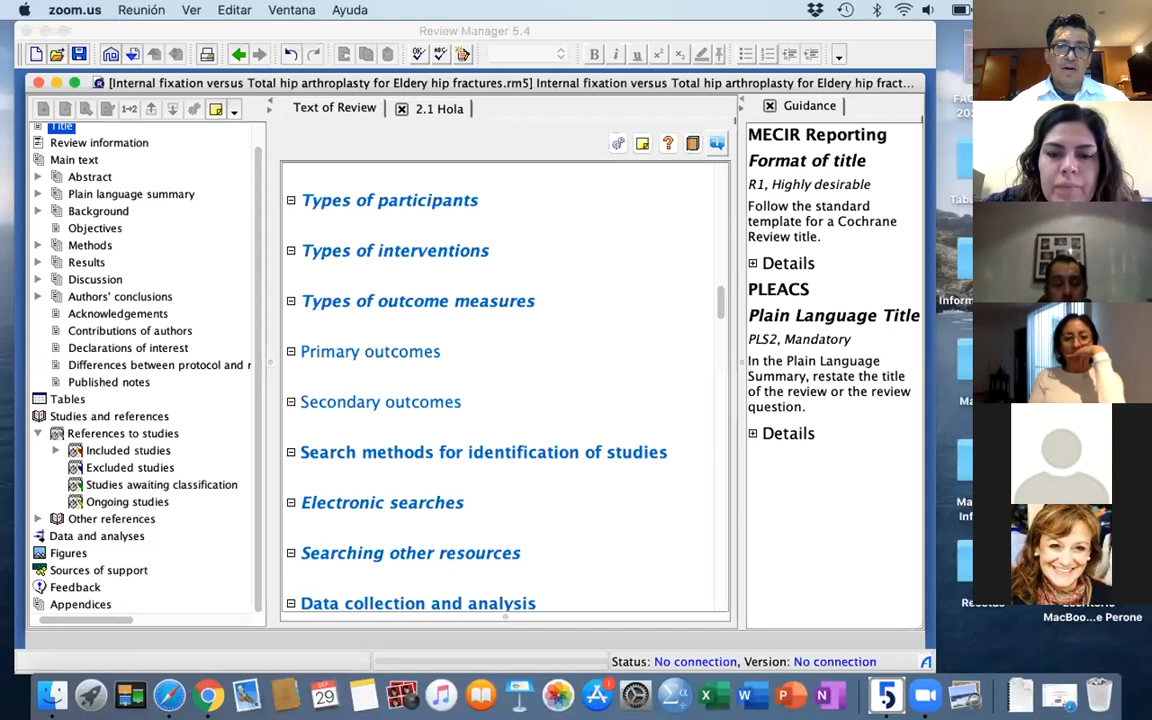 zoom.us Reunión Ver Editar Ventana Ayuda
Review Manager 5.4
[Internal fixation versus Total hip arthroplasty for Eldery hip fractures.rm5] Internal fixation versus Total hip arthroplasty for Eldery hip fract...
Text of Review
2.1 Hola
Guidance
Title
Review information
Main text
Abstract
Plain language summary
Background
Objectives
Methods
Results
Discussion
Authors' conclusions
Acknowledgements
Contributions of authors
Declarations of interest
Differences between protocol and r
Published notes
Tables
Studies and references
References to studies
Included studies
Excluded studies
Studies awaiting classification
Ongoing studies
Other references
Data and analyses
Figures
Sources of support
Feedback
Appendices
Types of participants
Types of interventions
Types of outcome measures
Primary outcomes
Secondary outcomes
Search methods for identification of studies
Electronic searches
Searching other resources
Data collection and analysis
MECIR Reporting
Format of title
R1, Highly desirable
Follow the standard
template for a Cochrane
Review title.
Details
PLEACS
Plain Language Title
PLS2, Mandatory
In the Plain Language
Summary, restate the title
of the review or the review
question.
Details
Status: No connection, Version: No connection
MacBoo...e Perone
SEP
29
5